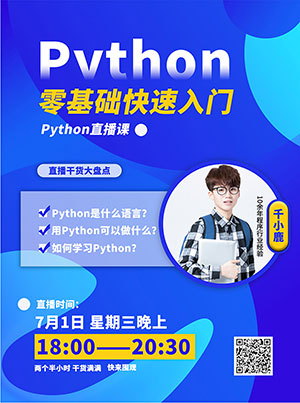 Python
零基础快速入门
Python直播课
直播干货大盘点
Python是什么语言?
用Python可以做什么?
如何学习Python?
千小鹿
10余年程序行业经验
直播时间:
7月1日 星期三晚上
18:00——20:30
两个半小时 干货满满 快来围观